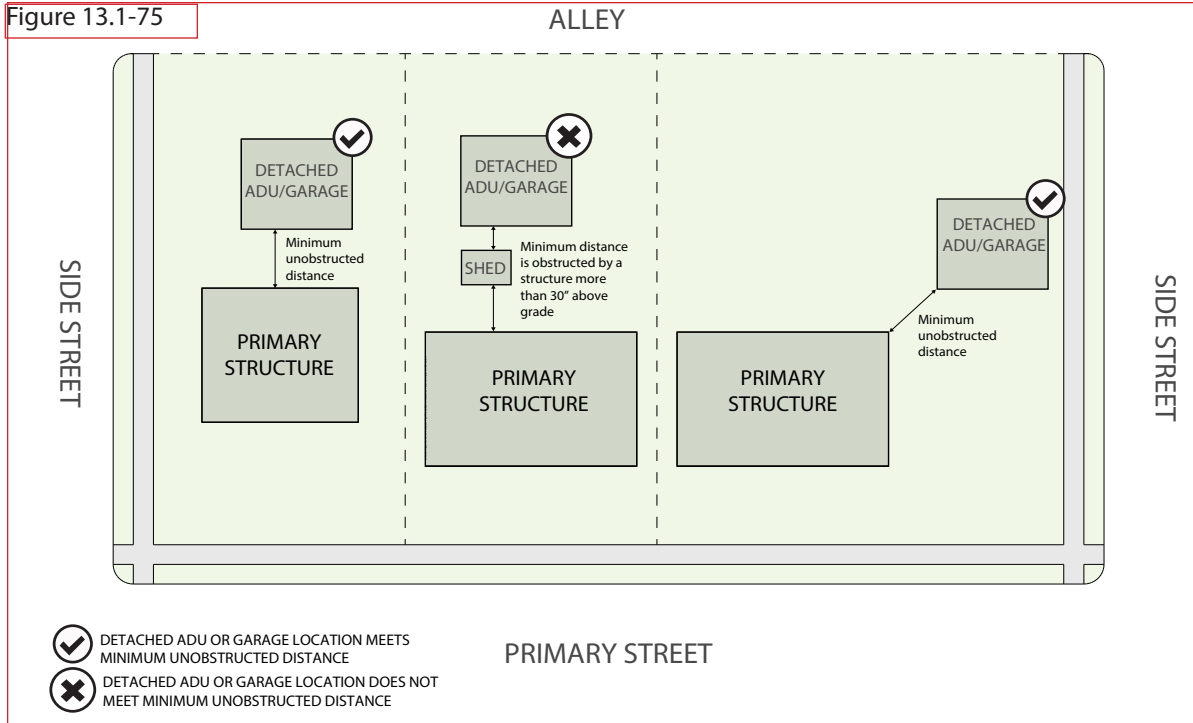 Figure 13.1-75
ALLEY
DETACHED
ADU/GARAGE
Minimum
unobstructed
distance
PRIMARY
STRUCTURE
DETACHED
ADU/GARAGE
SHED
Minimum distance
is obstructed by a
structure more
than 30" above
grade
PRIMARY
STRUCTURE
DETACHED
ADU/GARAGE
Minimum
unobstructed
distance
PRIMARY
STRUCTURE
SIDE STREET
SIDE STREET
PRIMARY STREET
DETACHED ADU OR GARAGE LOCATION MEETS
MINIMUM UNOBSTRUCTED DISTANCE
DETACHED ADU OR GARAGE LOCATION DOES NOT
MEET MINIMUM UNOBSTRUCTED DISTANCE